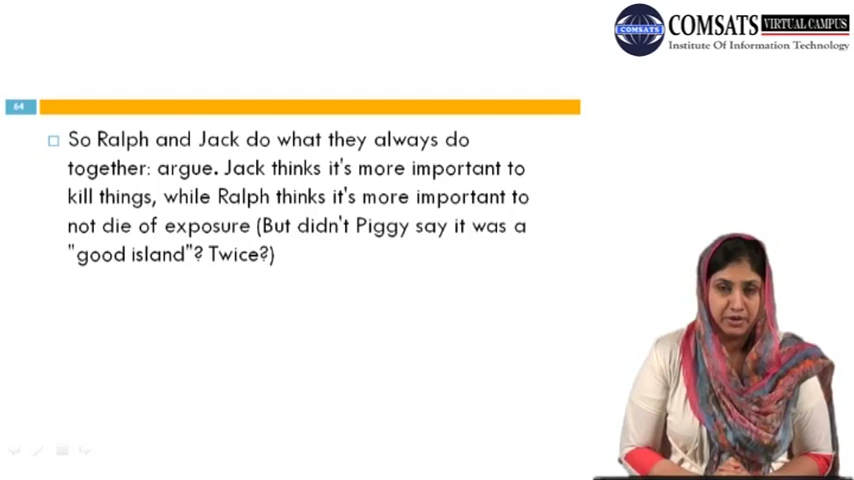 COMSATS VIRTUAL CAMPUS
COMSATS
Institute Of Information Technology
64
So Ralph and Jack do what they always do
together: argue. Jack thinks it's more important to
kill things, while Ralph thinks it's more important to
not die of exposure (But didn't Piggy say it was a
"good island"? Twice?)